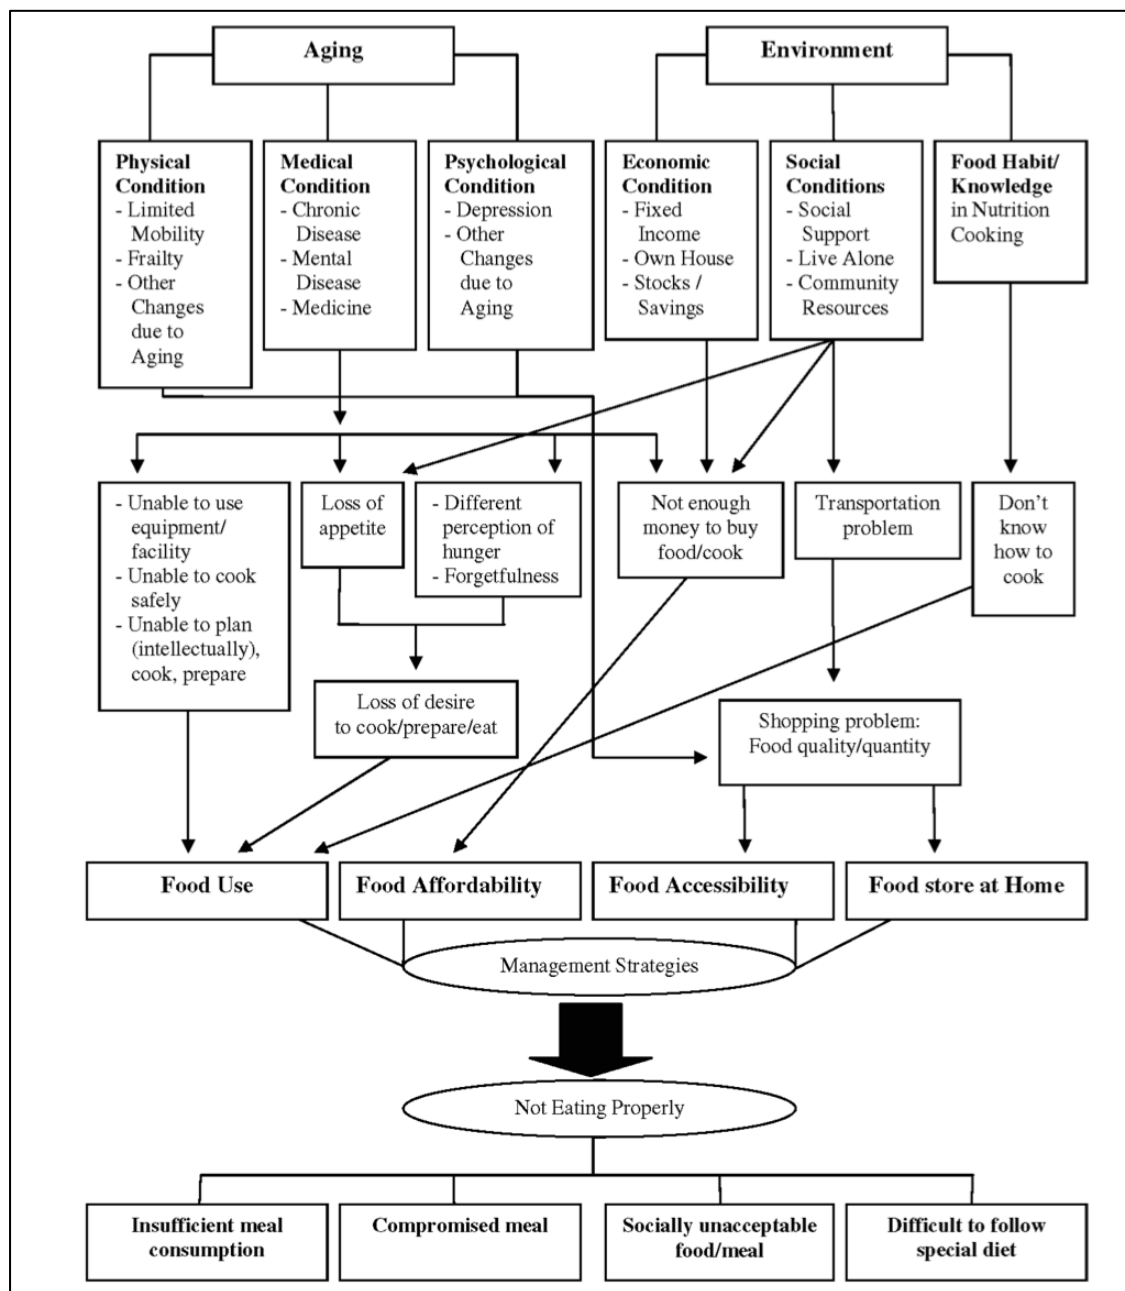 Aging
Environment
Physical
Condition
- Limited
Mobility
- Frailty
- Other
Changes
due to
Aging
Medical
Condition
- Chronic
Disease
- Mental
Disease
- Medicine
Psychological
Condition
- Depression
- Other
Changes
due to
Aging
Economic
Condition
- Fixed
Income
- Own House
- Stocks /
Savings
Social
Conditions
- Social
Support
- Live Alone
- Community
Resources
Food Habit/
Knowledge
in Nutrition
Cooking
- Unable to use
equipment/
facility
- Unable to cook
safely
- Unable to plan
(intellectually),
cook, prepare
Loss of
appetite
- Different
perception of
hunger
- Forgetfulness
Not enough
money to buy
food/cook
Transportation
problem
Don't
know
how to
cook
Loss of desire
to cook/prepare/eat
Shopping problem:
Food quality/quantity
Food Use
Food Affordability
Food Accessibility
Food store at Home
Management Strategies
Not Eating Properly
Insufficient meal
consumption
Compromised meal
Socially unacceptable
food/meal
Difficult to follow
special diet